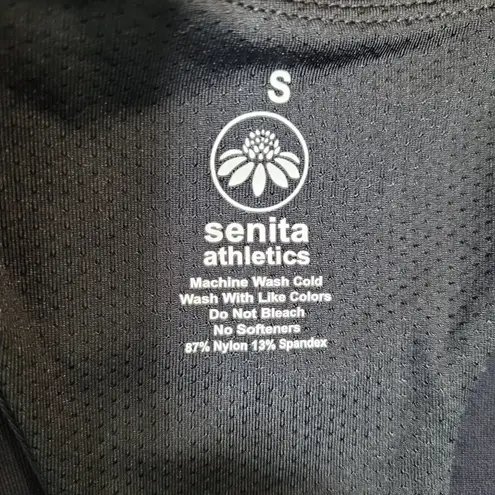 S
senita
athletics
Machine Wash Cold
Wash With Like Colors
Do Not Bleach
No Softeners
87% Nylon 13% Spandex